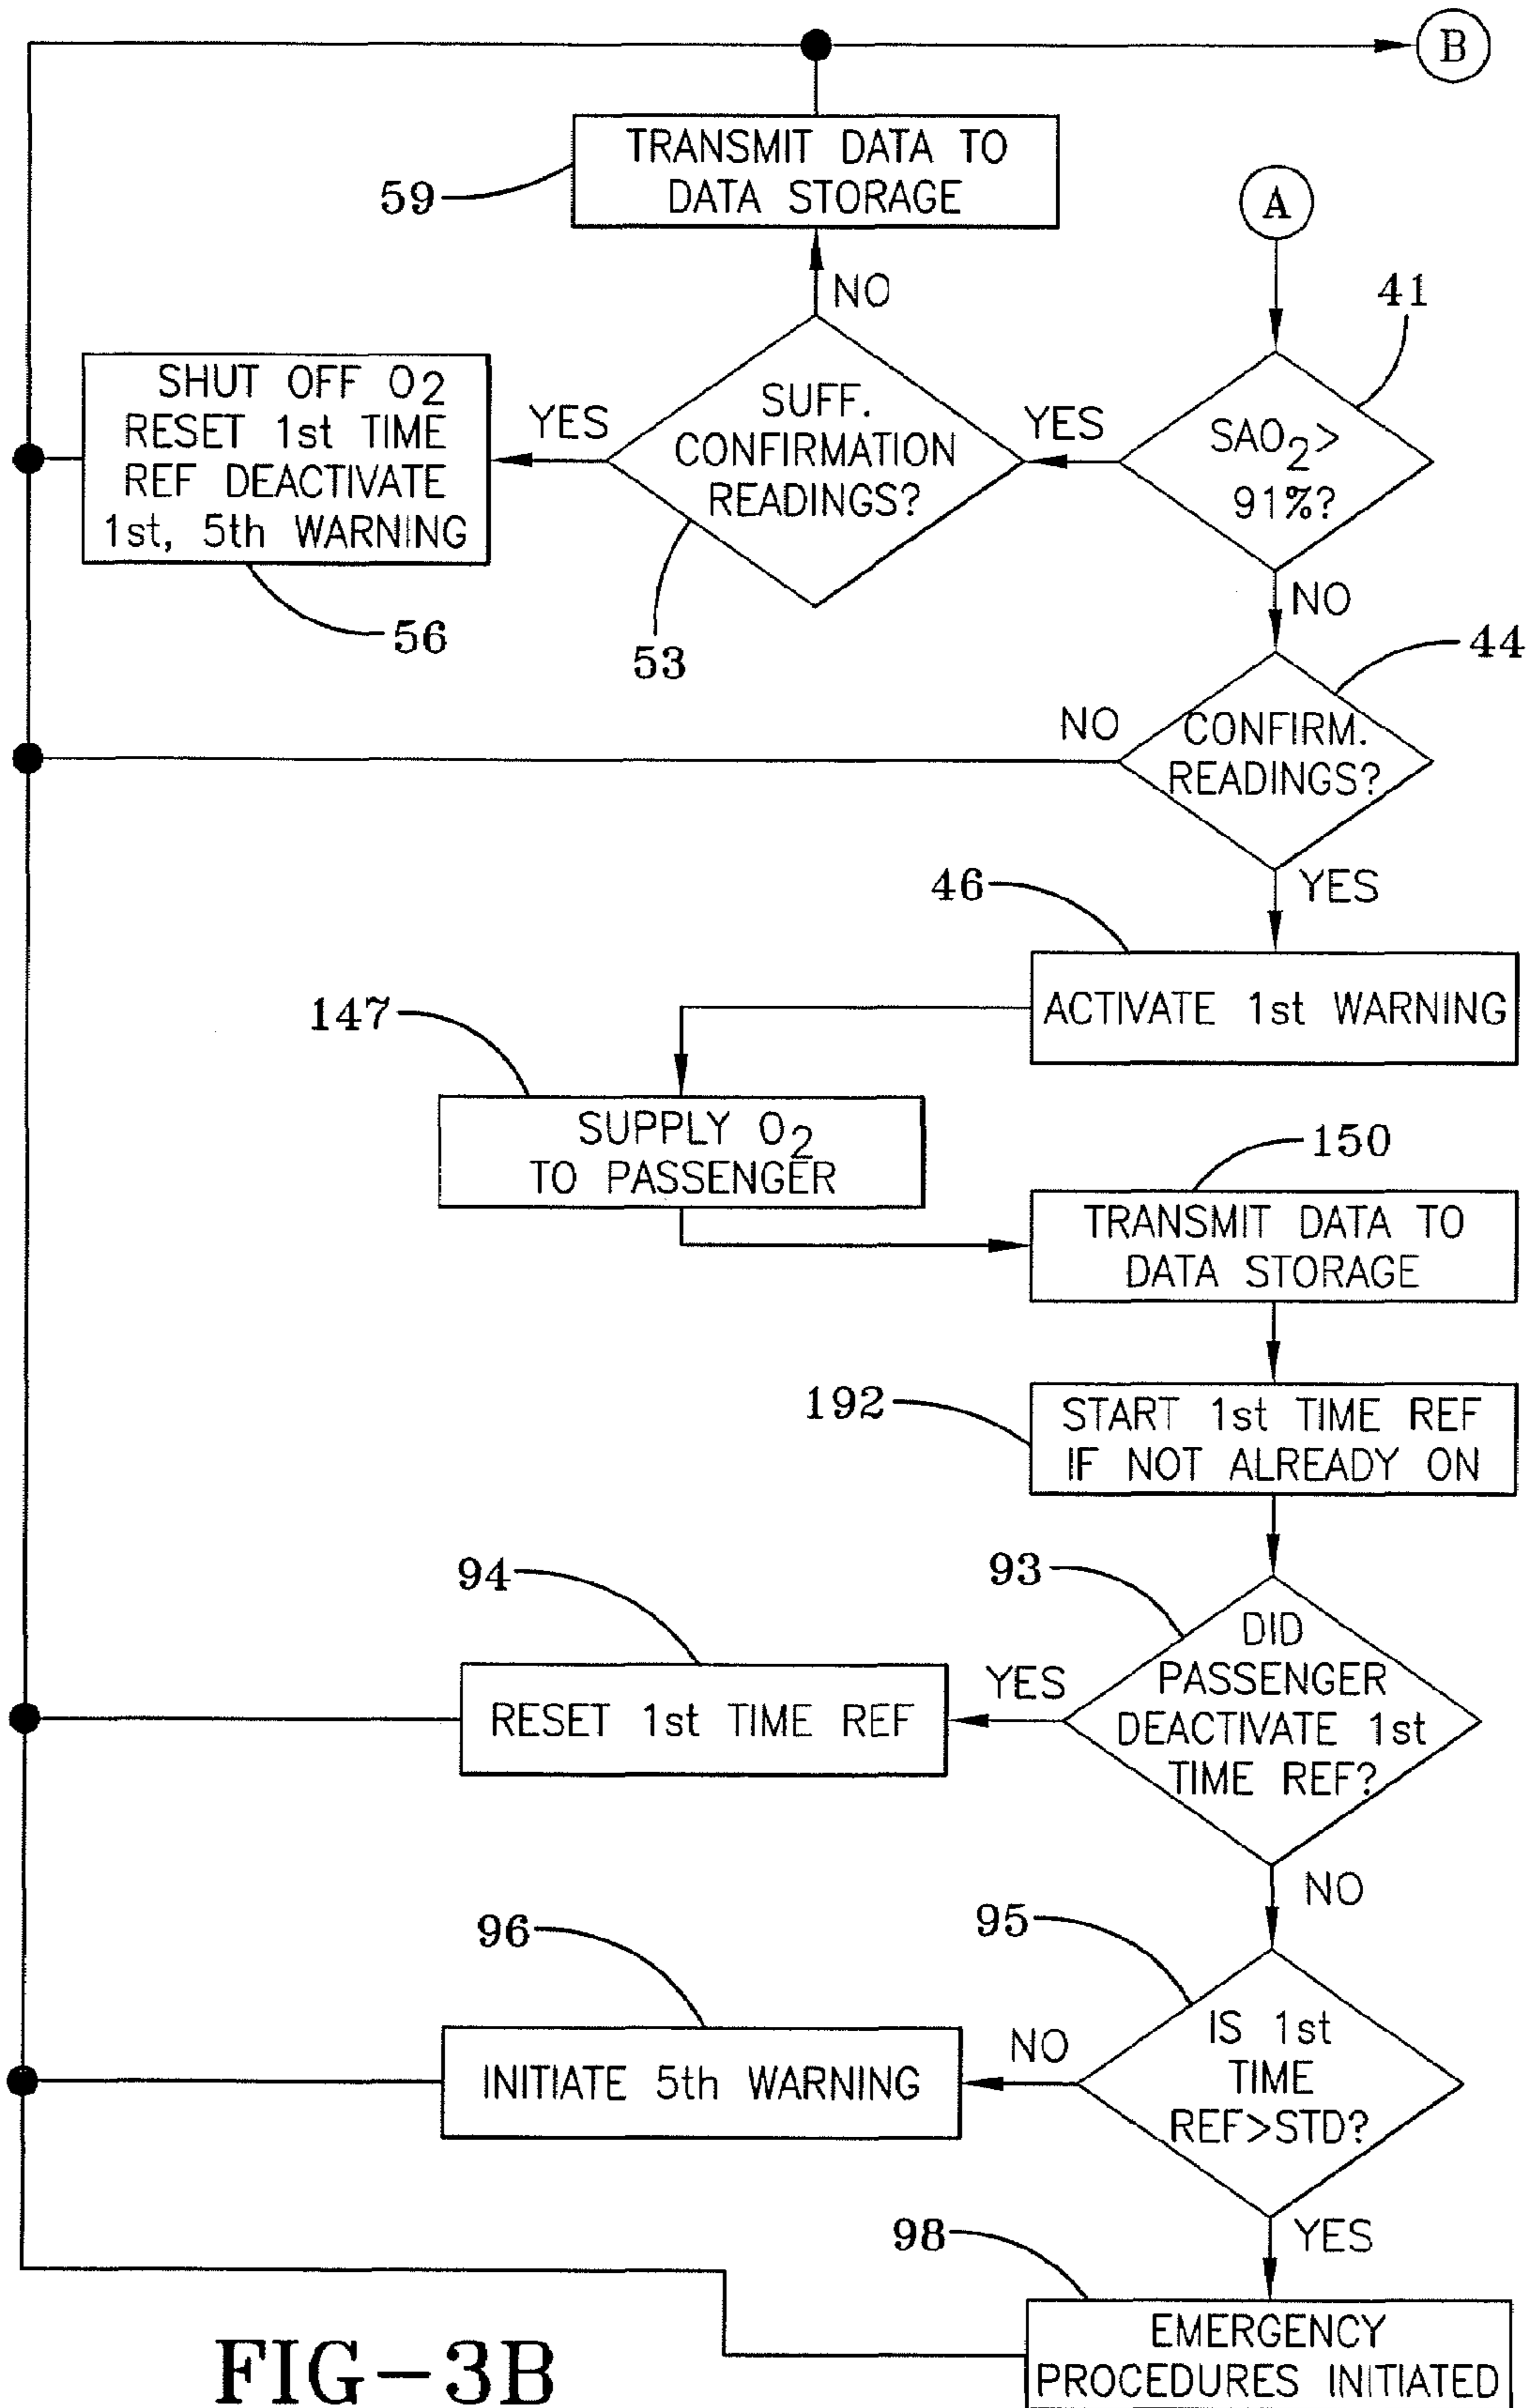 B
TRANSMIT DATA TO
DATA STORAGE
59
A
NO
41
SHUT OFF O2
RESET 1st TIME
REF DEACTIVATE
1st, 5th WARNING
YES
SUFF.
CONFIRMATION
READINGS?
YES
SAO2>
91%?
56
53
NO
44
NO
CONFIRM.
READINGS?
YES
46
ACTIVATE 1st WARNING
147
SUPPLY O2
TO PASSENGER
150
TRANSMIT DATA TO
DATA STORAGE
192
START 1st TIME REF
IF NOT ALREADY ON
94
93
RESET 1st TIME REF
YES
DID
PASSENGER
DEACTIVATE 1st
TIME REF?
NO
96
95
INITIATE 5th WARNING
NO
IS 1st
TIME
REF>STD?
YES
98
EMERGENCY
PROCEDURES INITIATED
FIG-3B